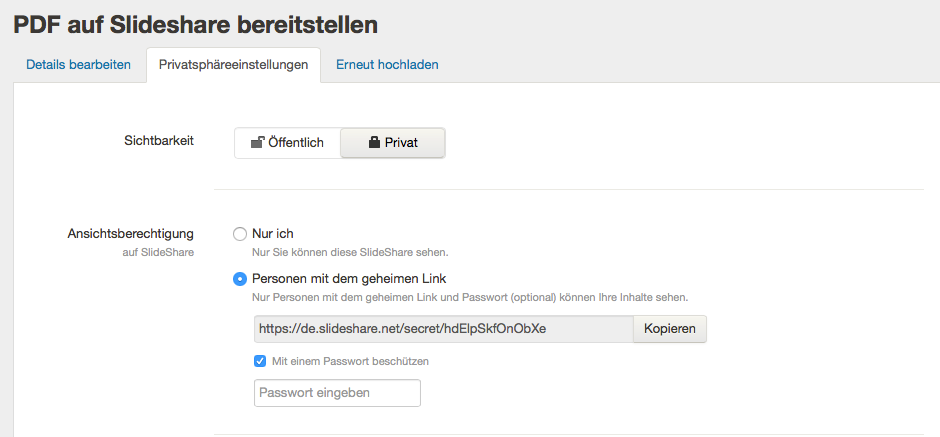 PDF auf Slideshare bereitstellen
Details bearbeiten Privatsphäreeinstellungen Erneut hochladen
Sichtbarkeit Öffentlich Privat
Ansichtsberechtigung Nur ich
auf SlideShare Nur Sie können diese SlideShare sehen.
Personen mit dem geheimen Link
Nur Personen mit dem geheimen Link und Passwort (optional) können Ihre Inhalte sehen.
https://de.slideshare.net/secret/hdElpSkfOnObXe Kopieren
Mit einem Passwort beschützen
Passwort eingeben